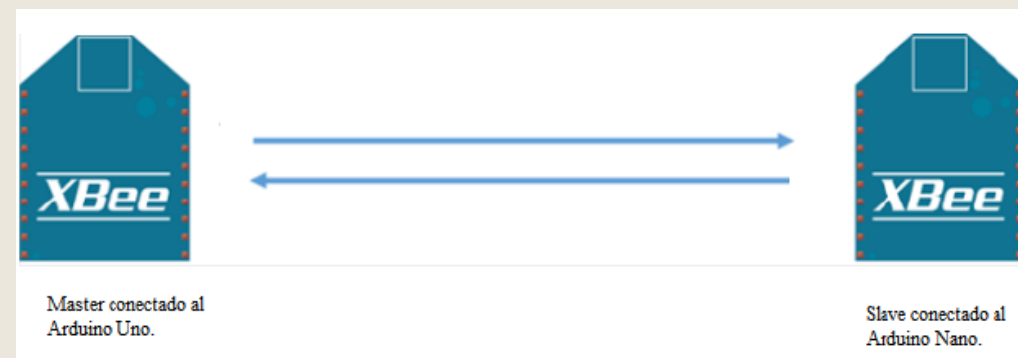 XBee
XBee
Master conectado al
Arduino Uno.
Slave conectado al
Arduino Nano.